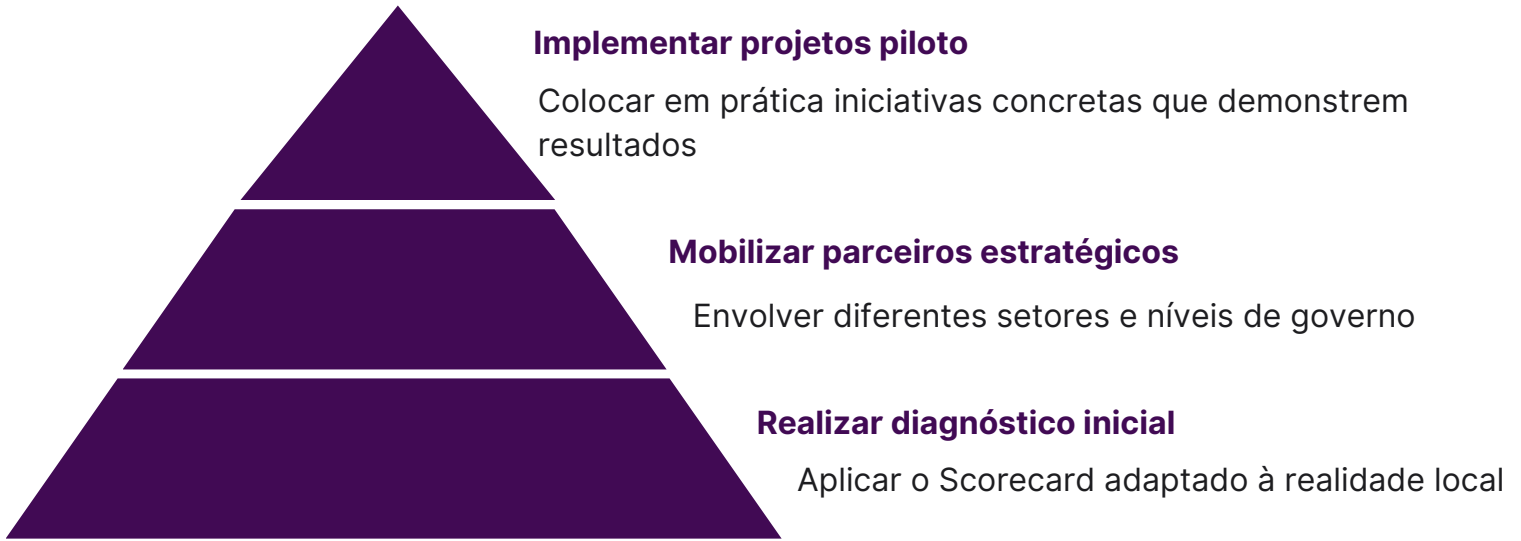 Implementar projetos piloto
Colocar em prática iniciativas concretas que demonstrem
resultados
Mobilizar parceiros estratégicos
Envolver diferentes setores e níveis de governo
Realizar diagnóstico inicial
Aplicar o Scorecard adaptado à realidade local